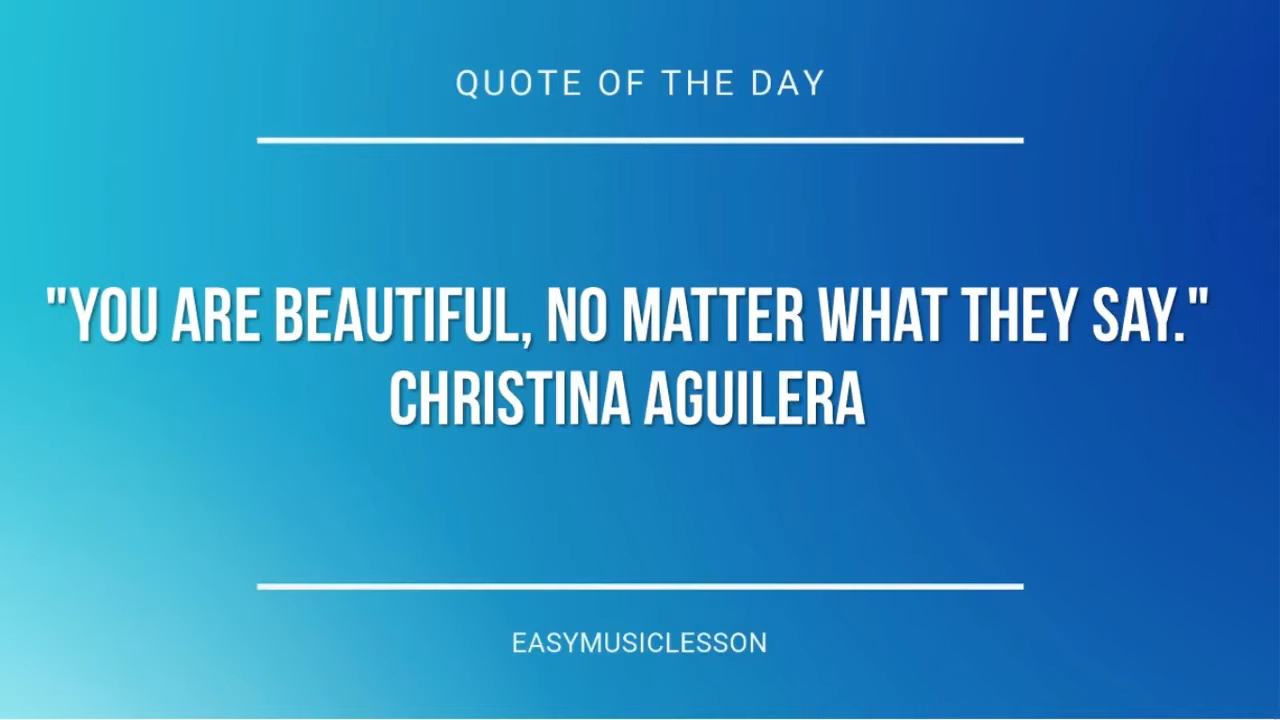 QUOTE OF THE DAY
"YOU ARE BEAUTIFUL, NO MATTER WHAT THEY SAY."
CHRISTINA AGUILERA
EASYMUSICLESSON